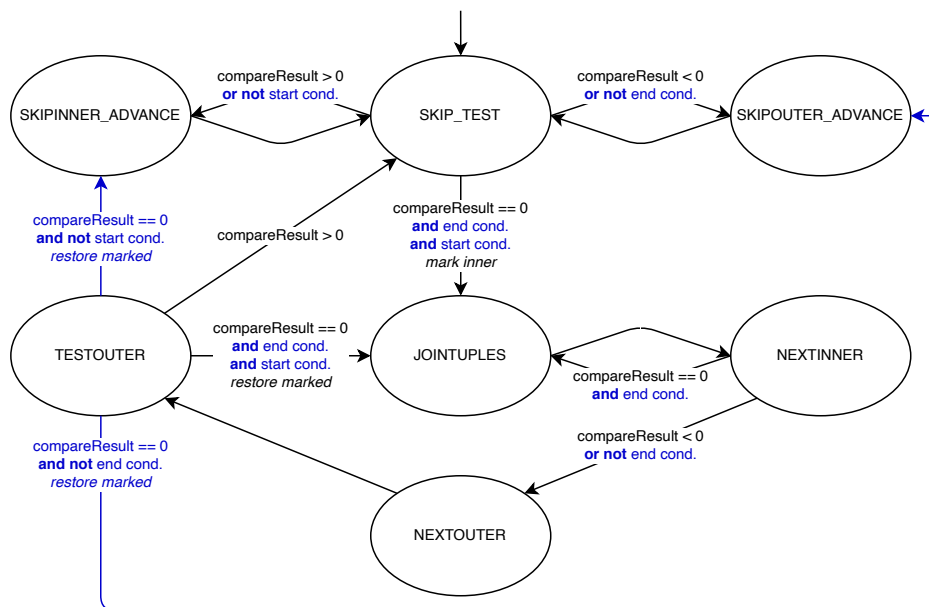 compareResult > 0
or not start cond.
compareResult < 0
or not end cond.
SKIPINNER_ADVANCE
SKIP_TEST
SKIPOUTER_ADVANCE
compareResult == 0
and not start cond.
restore marked
compareResult > 0
compareResult == 0
and end cond.
and start cond.
mark inner
TESTOUTER
compareResult == 0
and end cond.
and start cond.
restore marked
JOINTUPLES
NEXTINNER
compareResult == 0
and end cond.
compareResult == 0
and not end cond.
restore marked
compareResult < 0
or not end cond.
NEXTOUTER